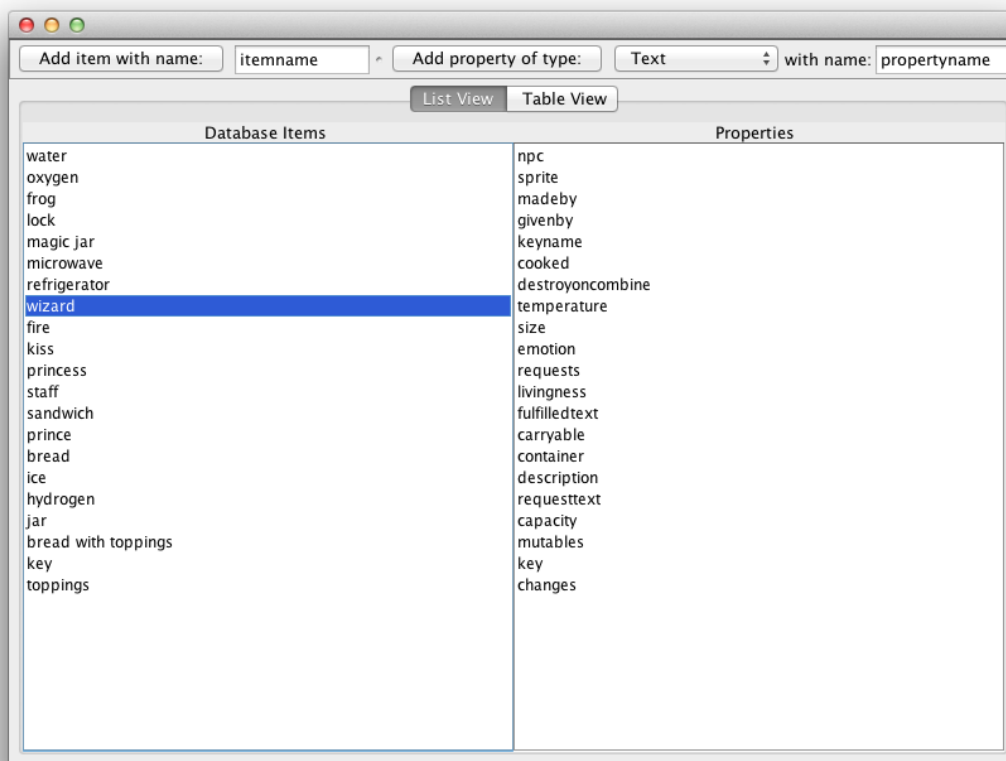 Add item with name: itemname Add property of type: Text with name: propertyname
List View Table View
Database Items Properties
water npc
oxygen sprite
frog madeby
lock givenby
magic jar keyname
microwave cooked
refrigerator destroyoncombine
wizard temperature
fire size
kiss emotion
princess requests
staff livingness
sandwich fulfilledtext
prince carryable
bread container
ice description
hydrogen requesttext
jar capacity
bread with toppings mutables
key key
toppings changes